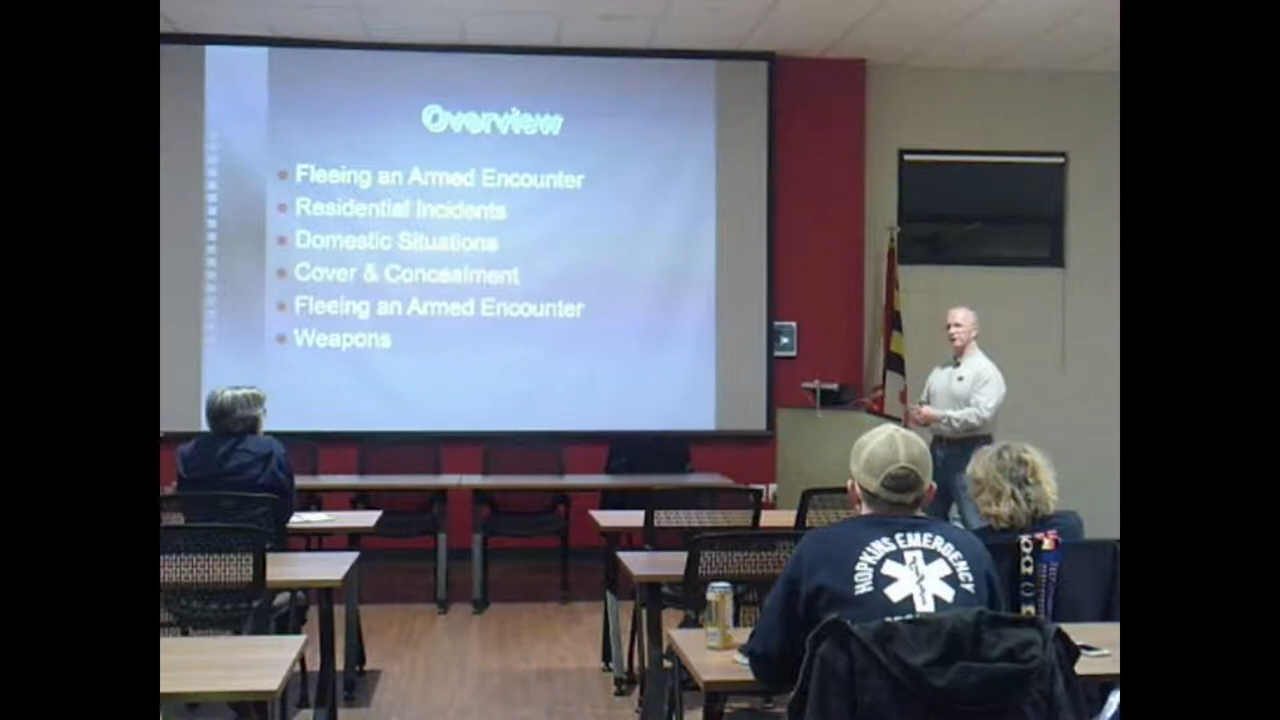 Overview
Fleeing an Armed Encounter
Residential Incidents
Domestic Situations
Cover & Concealment
Fleeing an Armed Encounter
Weapons
HOPKINS EMERGENCY